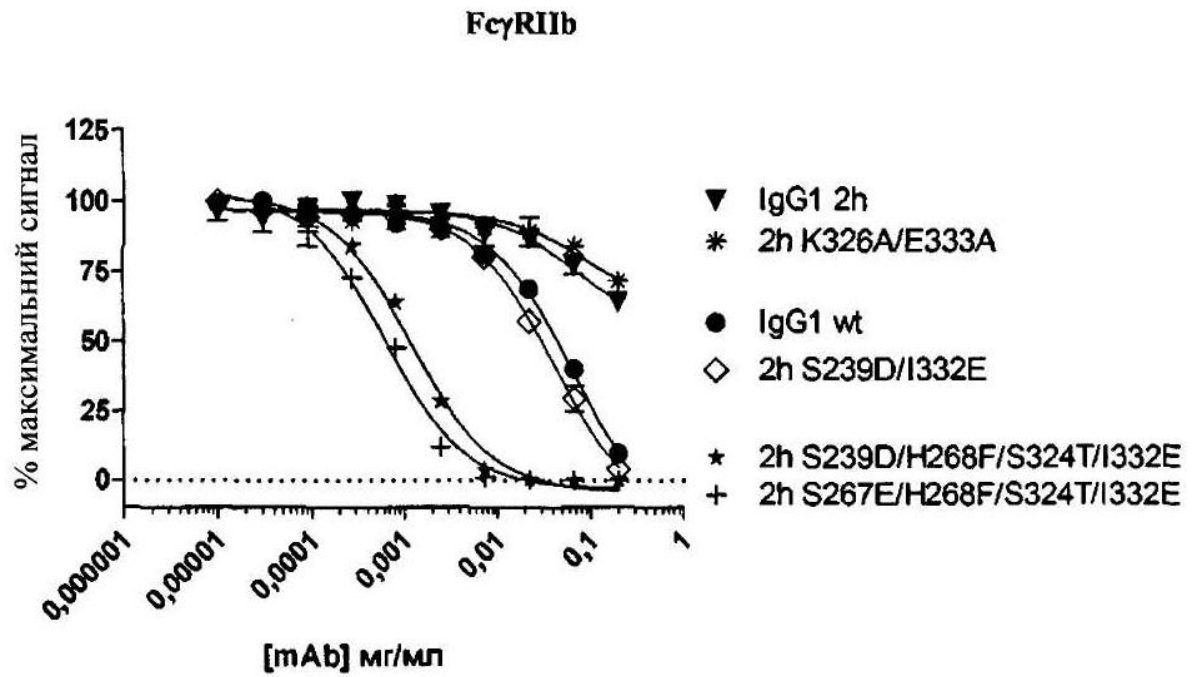 FcγRIIb
% максимальний сигнал
125
100
75
50
25
0
0,000001
0,00001
0,0001
0,001
0,01
0,1
1
[mAb] мг/мл
IgG1 2h
2h K326A/E333A
IgG1 wt
2h S239D/I332E
2h S239D/H268F/S324T/I332E
2h S267E/H268F/S324T/I332E